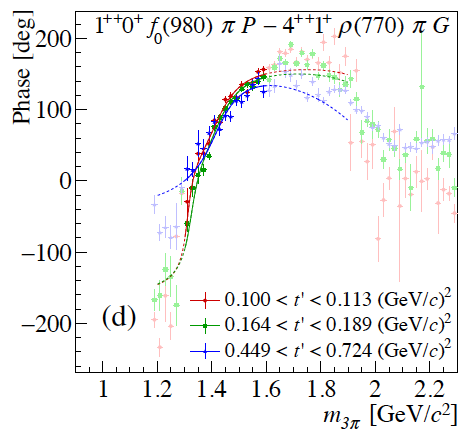 1⁺⁺0⁺ f₀(980) π P − 4⁺⁺1⁺ ρ(770) π G
Phase [deg]
200
100
0
−100
−200
(d)
0.100 < t' < 0.113 (GeV/c)²
0.164 < t' < 0.189 (GeV/c)²
0.449 < t' < 0.724 (GeV/c)²
1 1.2 1.4 1.6 1.8 2 2.2
m₃π [GeV/c²]